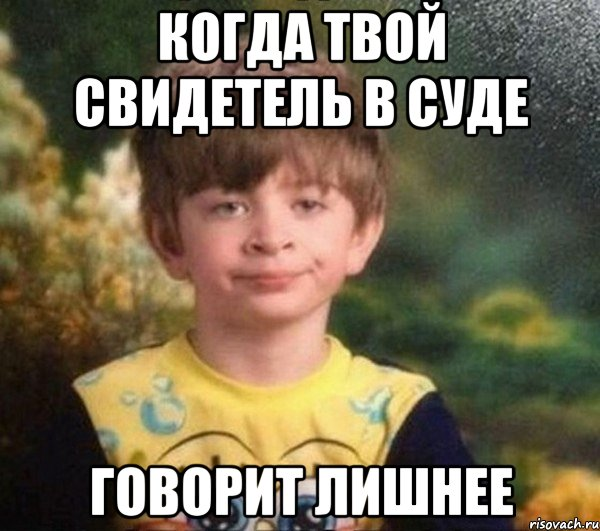 КОГДА ТВОЙ
СВИДЕТЕЛЬ В СУДЕ
ГОВОРИТ ЛИШНЕЕ
risovach.ru